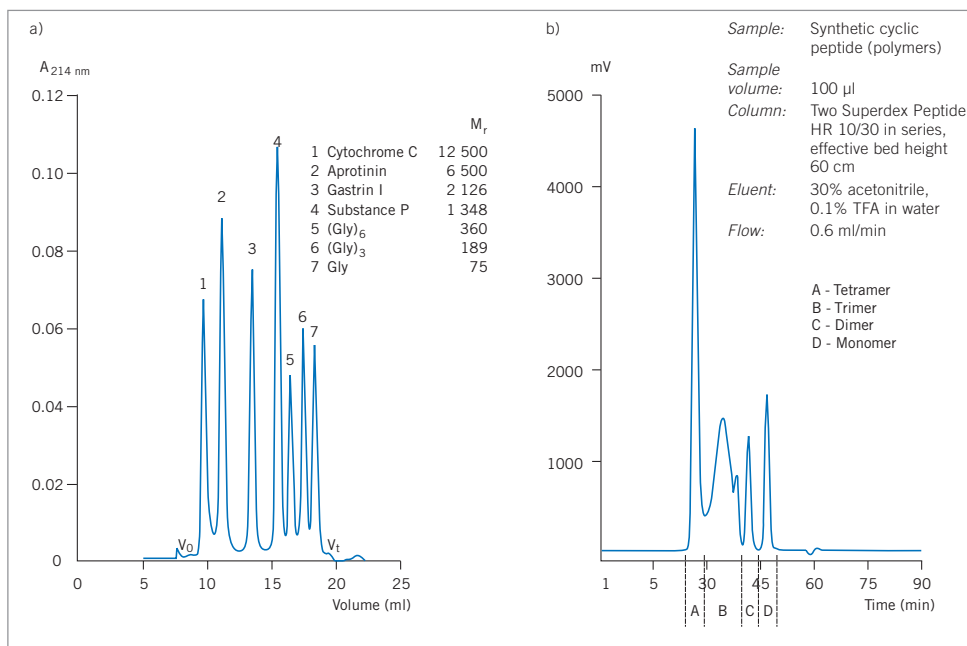 a)
A 214 nm
0.12
0.10
0.08
0.06
0.04
0.02
0
0 5 10 15 20 25
Volume (ml)
V0
Vt
1
2
3
4
5
6
7
Mr
1 Cytochrome C 12 500
2 Aprotinin 6 500
3 Gastrin I 2 126
4 Substance P 1 348
5 (Gly)6 360
6 (Gly)3 189
7 Gly 75
b)
mV
5000
4000
3000
2000
1000
1 5 30 45 60 75 90
Time (min)
A B C D
Sample: Synthetic cyclic
peptide (polymers)
Sample
volume: 100 µl
Column: Two Superdex Peptide
HR 10/30 in series,
effective bed height
60 cm
Eluent: 30% acetonitrile,
0.1% TFA in water
Flow: 0.6 ml/min
A - Tetramer
B - Trimer
C - Dimer
D - Monomer